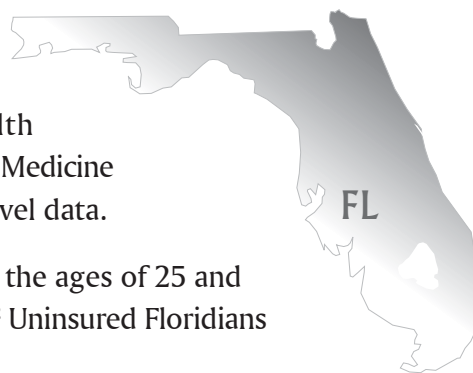 lth
Medicine
vel data.
FL
the ages of 25 and
Uninsured Floridians